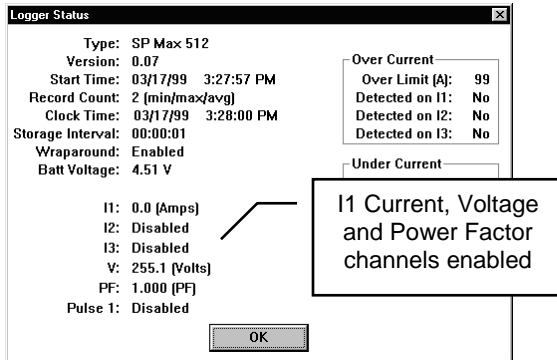 Logger Status
Type: SP Max 512
Version: 0.07
Start Time: 03/17/99 3:27:57 PM
Record Count: 2 (min/max/avg)
Clock Time: 03/17/99 3:28:00 PM
Storage Interval: 00:00:01
Wraparound: Enabled
Batt Voltage: 4.51 V
I1: 0.0 (Amps)
I2: Disabled
I3: Disabled
V: 255.1 (Volts)
PF: 1.000 (PF)
Pulse 1: Disabled
Over Current
Over Limit (A): 99
Detected on I1: No
Detected on I2: No
Detected on I3: No
Under Current
I1 Current, Voltage
and Power Factor
channels enabled
OK